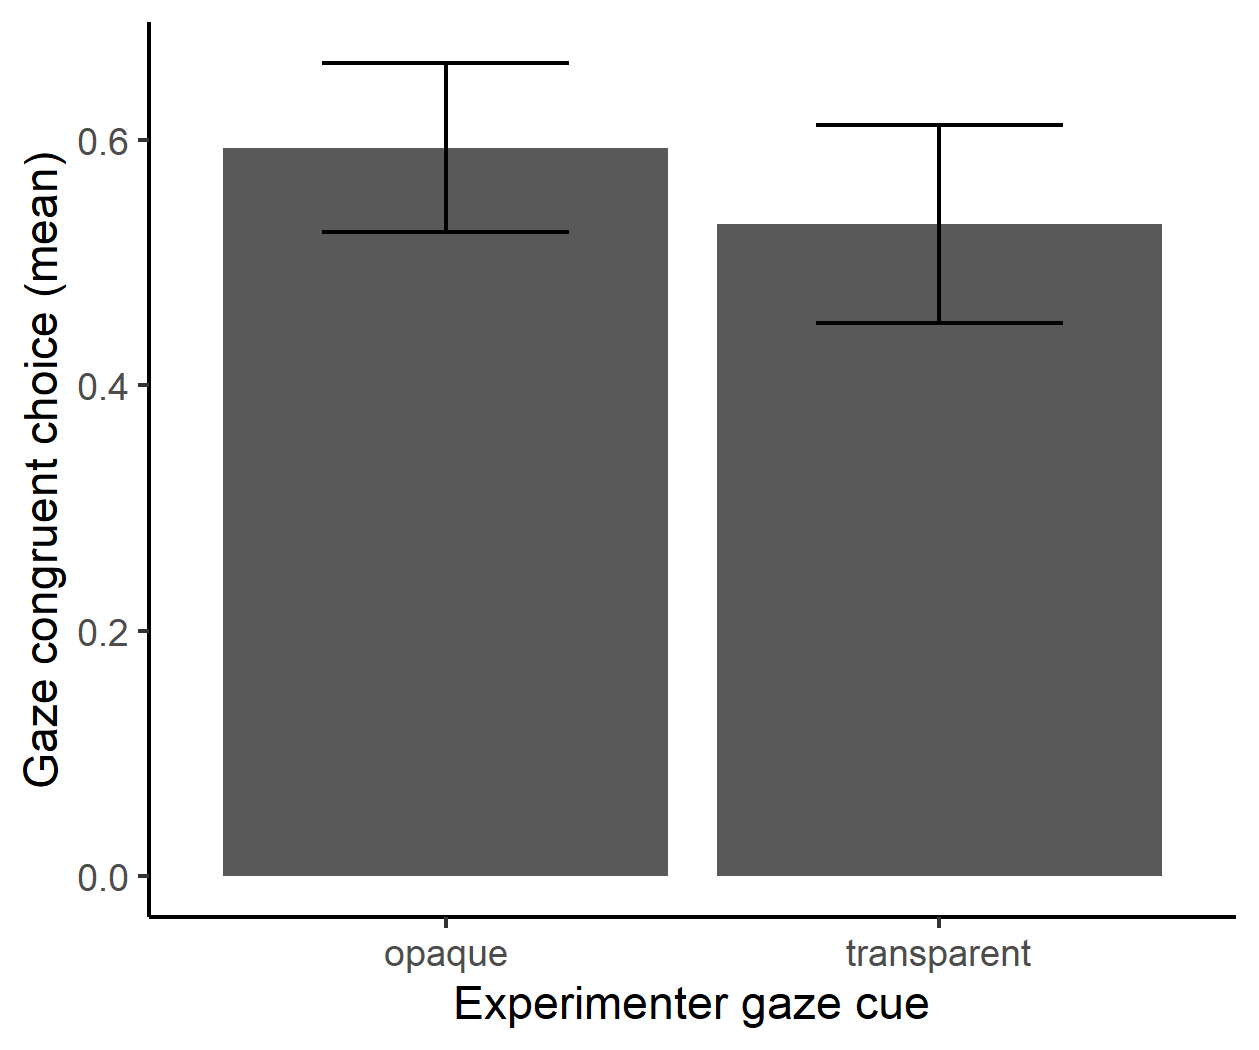 Gaze congruent choice (mean)
0.6
0.4
0.2
0.0
opaque
transparent
Experimenter gaze cue